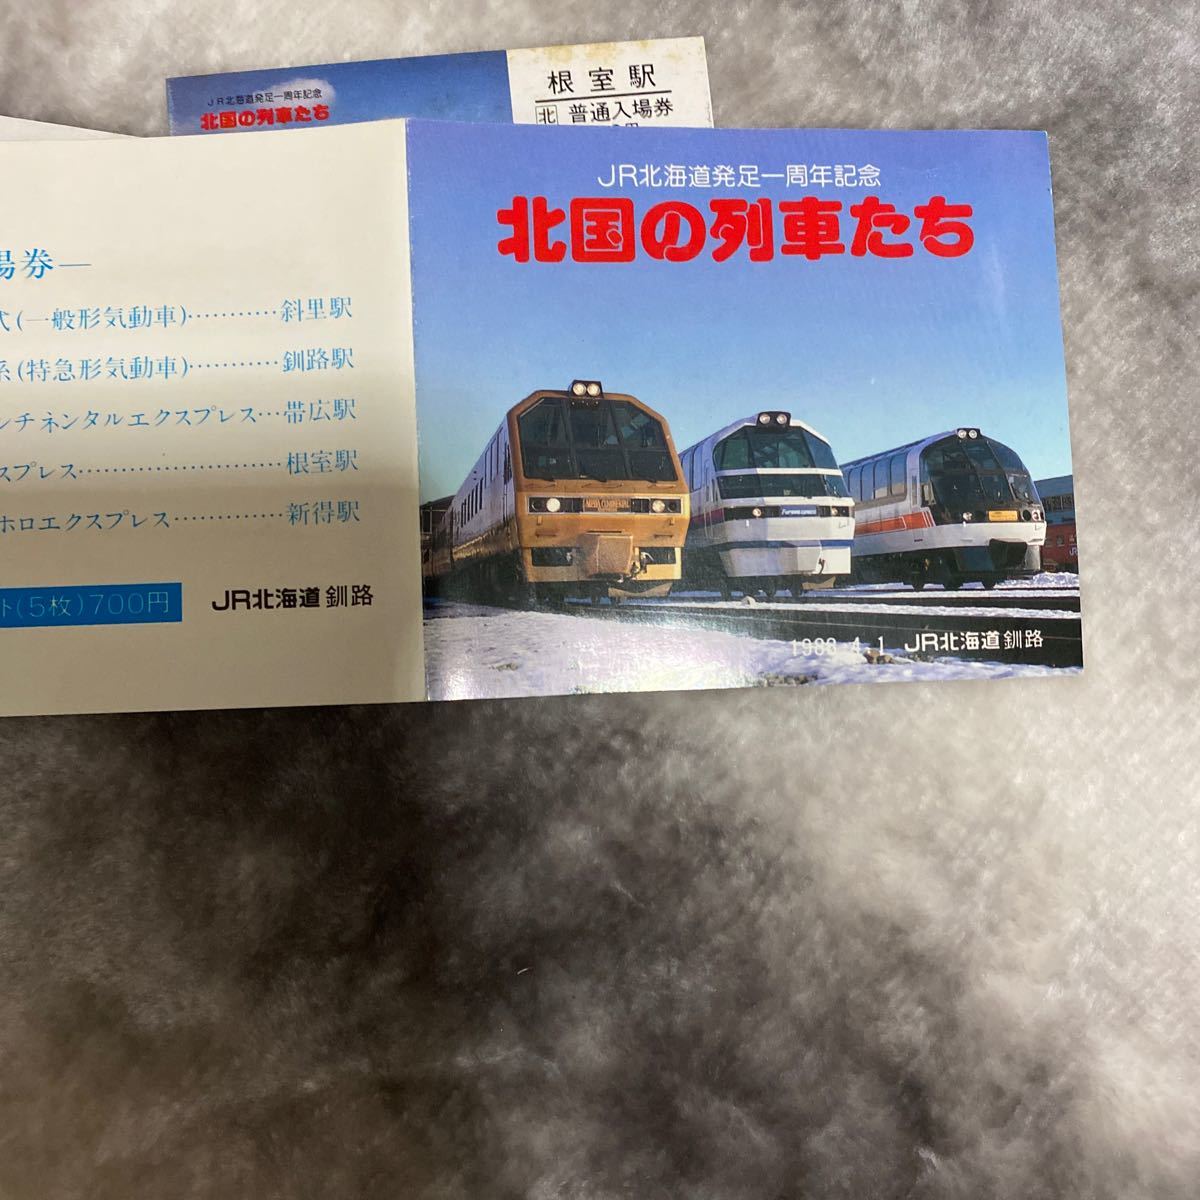 JR北海道発足一周年記念
北国の列車たち
根室駅
北 普通入場券
場券—
式(一般形気動車)…………斜里駅
系(特急形気動車)…………釧路駅
ンチネンタルエクスプレス…帯広駅
スプレス……………………根室駅
ホロエクスプレス…………新得駅
ト(5枚)700円
JR北海道 釧路
JR北海道発足一周年記念
北国の列車たち
1988.4.1 JR北海道 釧路